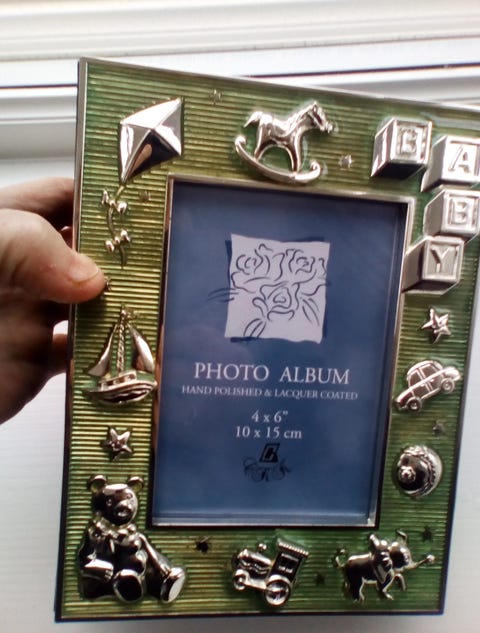 B
A
B
Y
PHOTO ALBUM
HAND POLISHED & LACQUER COATED
4 x 6"
10 x 15 cm